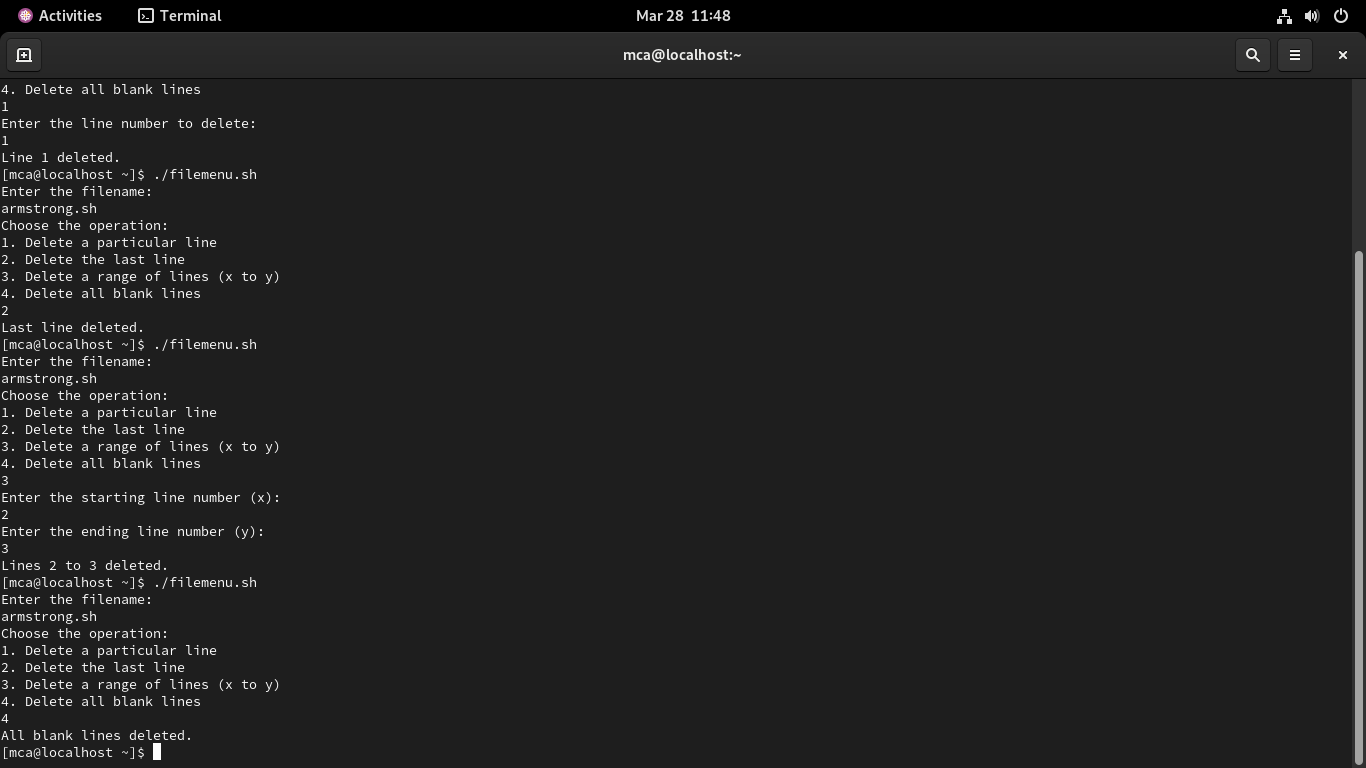 Activities
Terminal
Mar 28 11:48
mca@localhost:~
4. Delete all blank lines
1
Enter the line number to delete:
1
Line 1 deleted.
[mca@localhost ~]$ ./filemenu.sh
Enter the filename:
armstrong.sh
Choose the operation:
1. Delete a particular line
2. Delete the last line
3. Delete a range of lines (x to y)
4. Delete all blank lines
2
Last line deleted.
[mca@localhost ~]$ ./filemenu.sh
Enter the filename:
armstrong.sh
Choose the operation:
1. Delete a particular line
2. Delete the last line
3. Delete a range of lines (x to y)
4. Delete all blank lines
3
Enter the starting line number (x):
2
Enter the ending line number (y):
3
Lines 2 to 3 deleted.
[mca@localhost ~]$ ./filemenu.sh
Enter the filename:
armstrong.sh
Choose the operation:
1. Delete a particular line
2. Delete the last line
3. Delete a range of lines (x to y)
4. Delete all blank lines
4
All blank lines deleted.
[mca@localhost ~]$